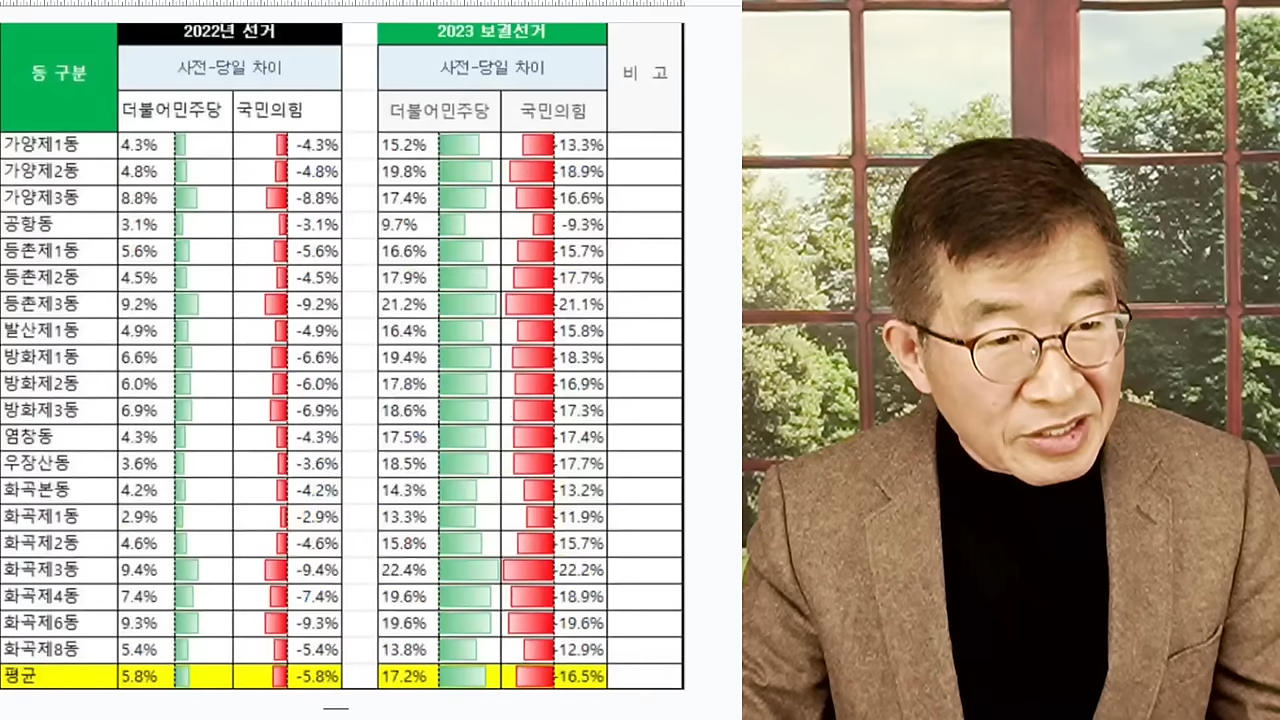 2022년 선거 2023 보궐선거
동 구분 사전-당일 차이 사전-당일 차이 비 고
더불어민주당 국민의힘 더불어민주당 국민의힘
가양제1동 4.3% -4.3% 15.2% -13.3%
가양제2동 4.8% -4.8% 19.8% -18.9%
가양제3동 8.8% -8.8% 17.4% -16.6%
공항동 3.1% -3.1% 9.7% -9.3%
등촌제1동 5.6% -5.6% 16.6% -15.7%
등촌제2동 4.5% -4.5% 17.9% -17.7%
등촌제3동 9.2% -9.2% 21.2% -21.1%
발산제1동 4.9% -4.9% 16.4% -15.8%
방화제1동 6.6% -6.6% 19.4% -18.3%
방화제2동 6.0% -6.0% 17.8% -16.9%
방화제3동 6.9% -6.9% 18.6% -17.3%
염창동 4.3% -4.3% 17.5% -17.4%
우장산동 3.6% -3.6% 18.5% -17.7%
화곡본동 4.2% -4.2% 14.3% -13.2%
화곡제1동 2.9% -2.9% 13.3% -11.9%
화곡제2동 4.6% -4.6% 15.8% -15.7%
화곡제3동 9.4% -9.4% 22.4% -22.2%
화곡제4동 7.4% -7.4% 19.6% -18.9%
화곡제6동 9.3% -9.3% 19.6% -19.6%
화곡제8동 5.4% -5.4% 13.8% -12.9%
평균 5.8% -5.8% 17.2% -16.5%